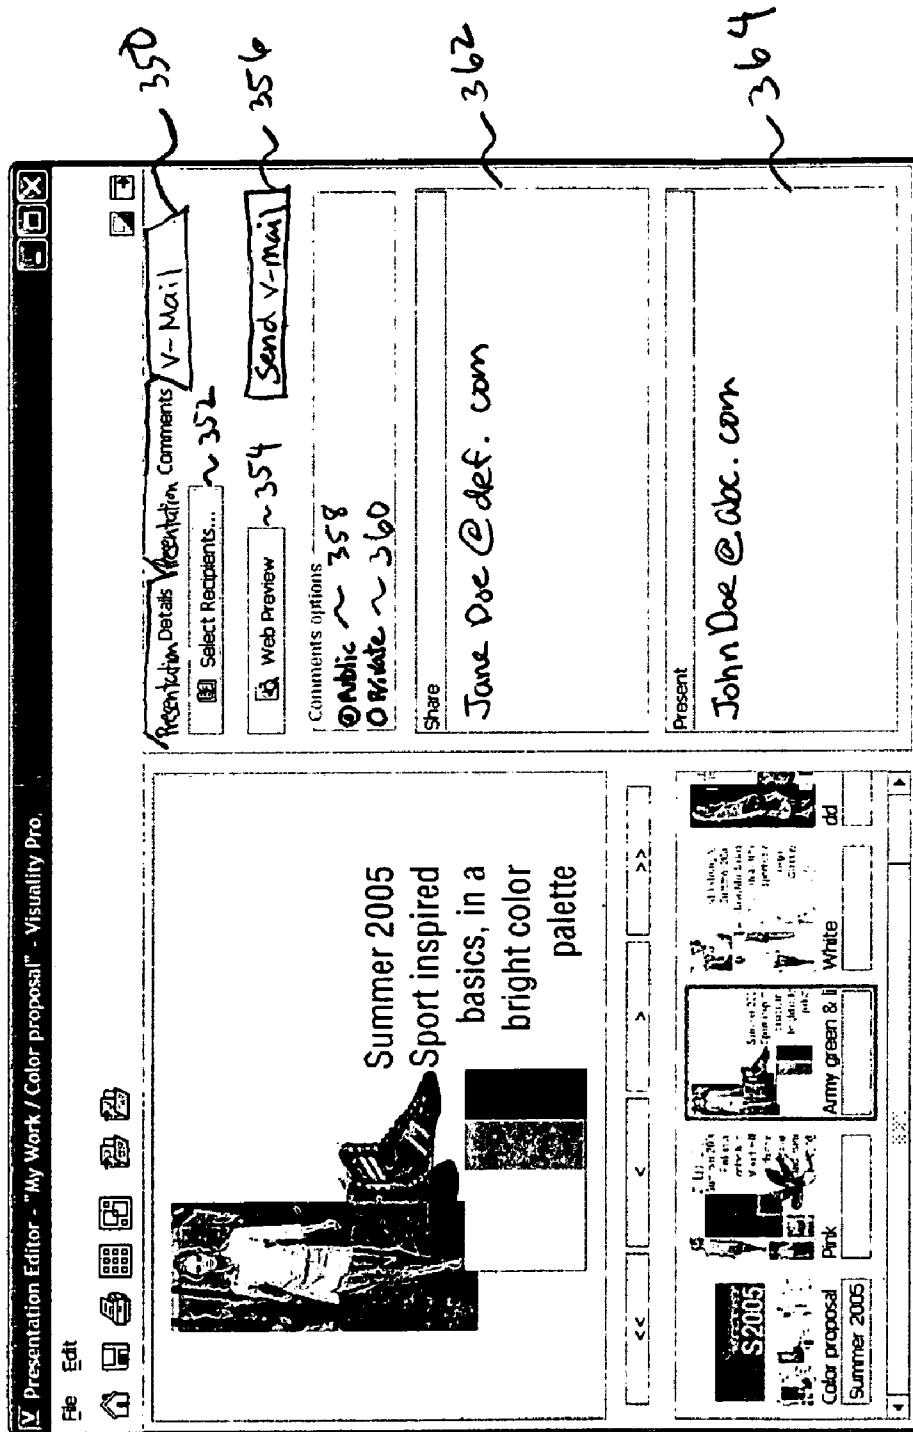 Presentation Editor - "My Work / Color proposal" - Visuality Pro.
File Edit
Presentation Details Presentation Comments V-Mail 350
Select Recipients... ~ 352
Web Preview ~ 354 Send V-mail 356
Comments options
Public ~ 358
Private ~ 360
Share
Jane Doe @ def. com 362
Present
John Doe @ abc. com 364
Summer 2005
Sport inspired
basics, in a
bright color
palette
<< < > >>
S2005
Color proposal Pink Army green & li White dd
Summer 2005